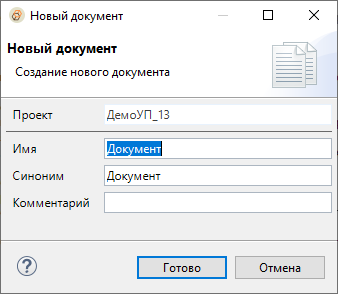 Новый документ
Новый документ
Создание нового документа
Проект ДемоУП_13
Имя Документ
Синоним Документ
Комментарий
? Готово Отмена